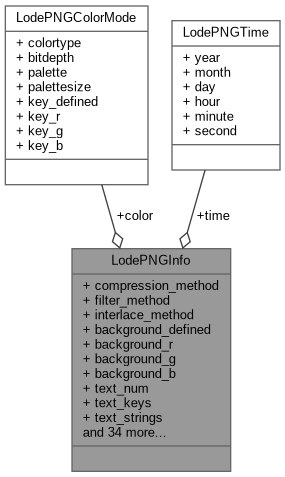 LodePNGColorMode
+ colortype
+ bitdepth
+ palette
+ palettesize
+ key_defined
+ key_r
+ key_g
+ key_b
LodePNGTime
+ year
+ month
+ day
+ hour
+ minute
+ second
+color
+time
LodePNGInfo
+ compression_method
+ filter_method
+ interlace_method
+ background_defined
+ background_r
+ background_g
+ background_b
+ text_num
+ text_keys
+ text_strings
and 34 more...